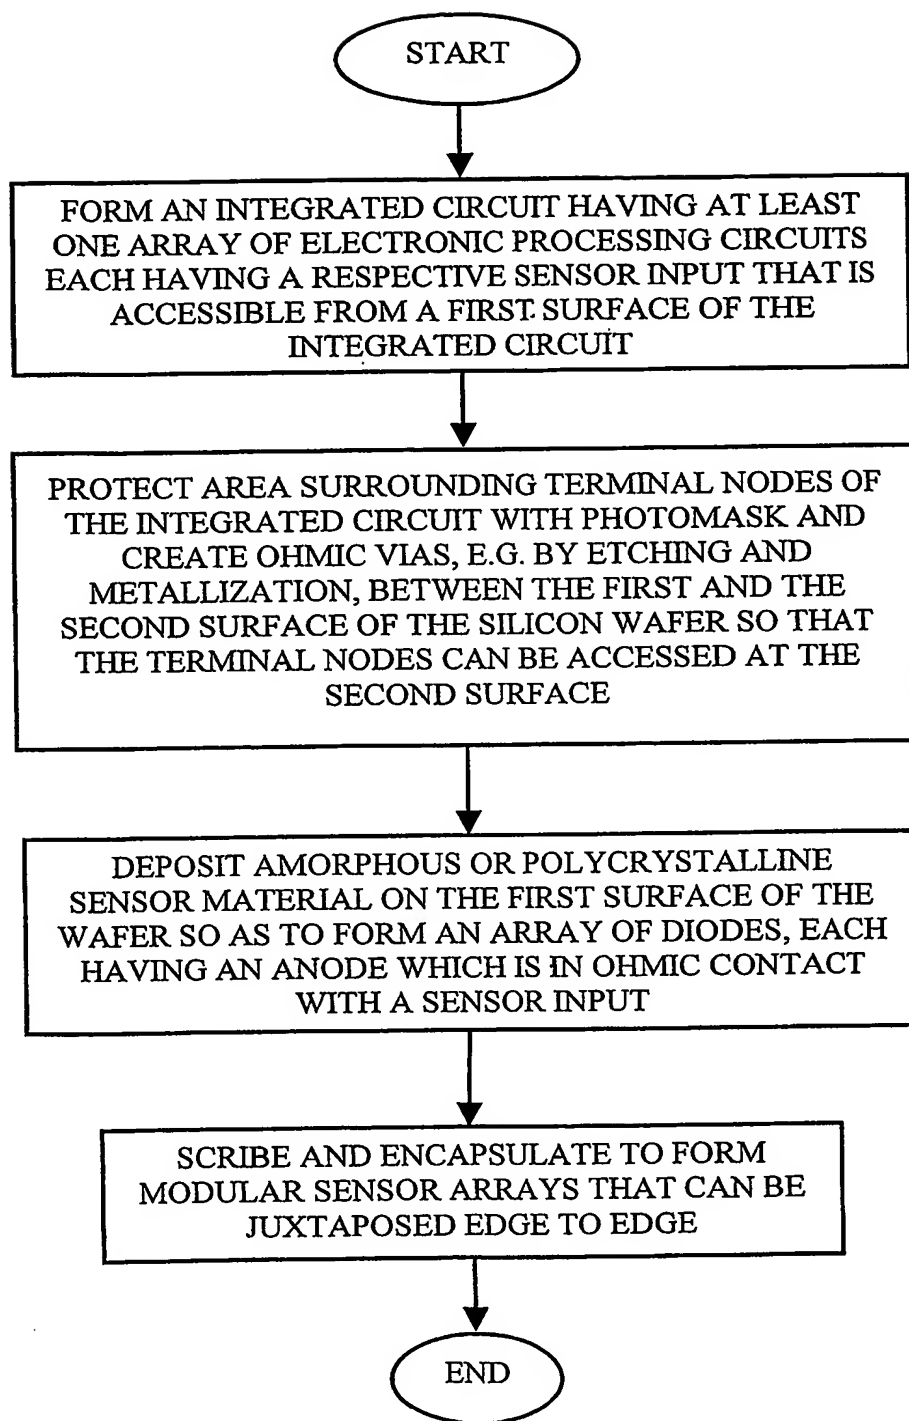 START
FORM AN INTEGRATED CIRCUIT HAVING AT LEAST
ONE ARRAY OF ELECTRONIC PROCESSING CIRCUITS
EACH HAVING A RESPECTIVE SENSOR INPUT THAT IS
ACCESSIBLE FROM A FIRST SURFACE OF THE
INTEGRATED CIRCUIT
PROTECT AREA SURROUNDING TERMINAL NODES OF
THE INTEGRATED CIRCUIT WITH PHOTOMASK AND
CREATE OHMIC VIAS, E.G. BY ETCHING AND
METALLIZATION, BETWEEN THE FIRST AND THE
SECOND SURFACE OF THE SILICON WAFER SO THAT
THE TERMINAL NODES CAN BE ACCESSED AT THE
SECOND SURFACE
DEPOSIT AMORPHOUS OR POLYCRYSTALLINE
SENSOR MATERIAL ON THE FIRST SURFACE OF THE
WAFER SO AS TO FORM AN ARRAY OF DIODES, EACH
HAVING AN ANODE WHICH IS IN OHMIC CONTACT
WITH A SENSOR INPUT
SCRIBE AND ENCAPSULATE TO FORM
MODULAR SENSOR ARRAYS THAT CAN BE
JUXTAPOSED EDGE TO EDGE
END